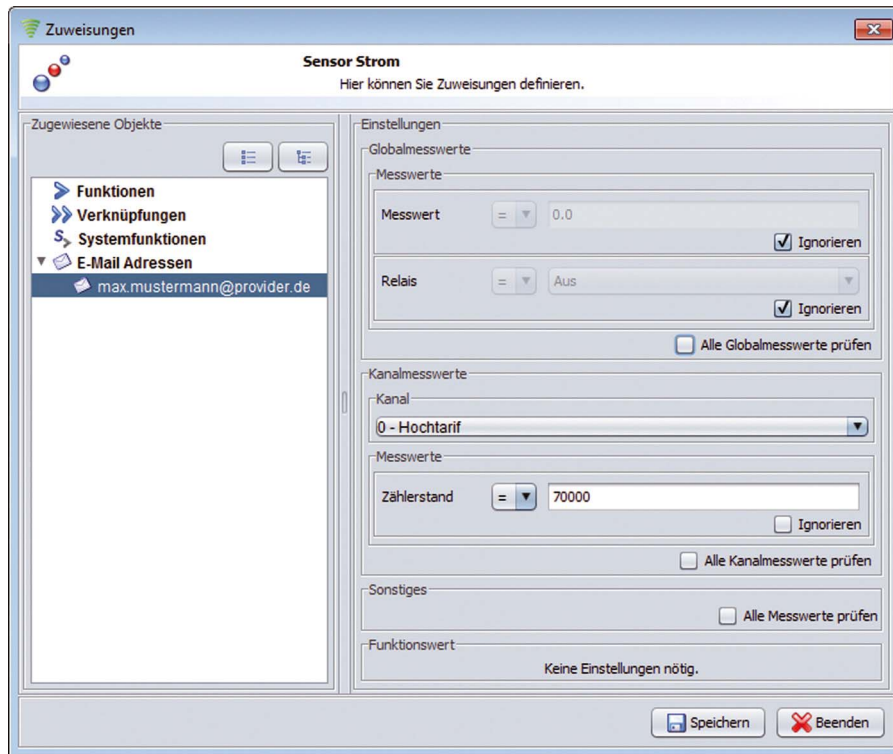 Zuweisungen
Sensor Strom
Hier können Sie Zuweisungen definieren.
Zugewiesene Objekte
Funktionen
Verknüpfungen
Systemfunktionen
E-Mail Adressen
max.mustermann@provider.de
Einstellungen
Globalmesswerte
Messwerte
Messwert = 0.0
Ignorieren
Relais = Aus
Ignorieren
Alle Globalmesswerte prüfen
Kanalmesswerte
Kanal
0 - Hochtarif
Messwerte
Zählerstand = 70000
Ignorieren
Alle Kanalmesswerte prüfen
Sonstiges
Alle Messwerte prüfen
Funktionswert
Keine Einstellungen nötig.
Speichern Beenden